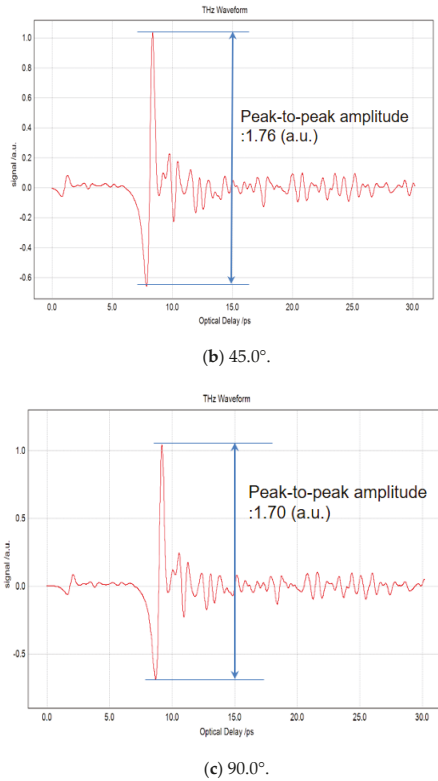 THz Waveform
1.0
0.8
0.6
0.4
0.2
0.0
-0.2
-0.4
-0.6
signal /a.u.
Peak-to-peak amplitude
:1.76 (a.u.)
0.0 5.0 10.0 15.0 20.0 25.0 30.0
Optical Delay /ps
(b) 45.0°.
THz Waveform
1.0
0.5
0.0
-0.5
signal /a.u.
Peak-to-peak amplitude
:1.70 (a.u.)
0.0 5.0 10.0 15.0 20.0 25.0 30.0
Optical Delay /ps
(c) 90.0°.